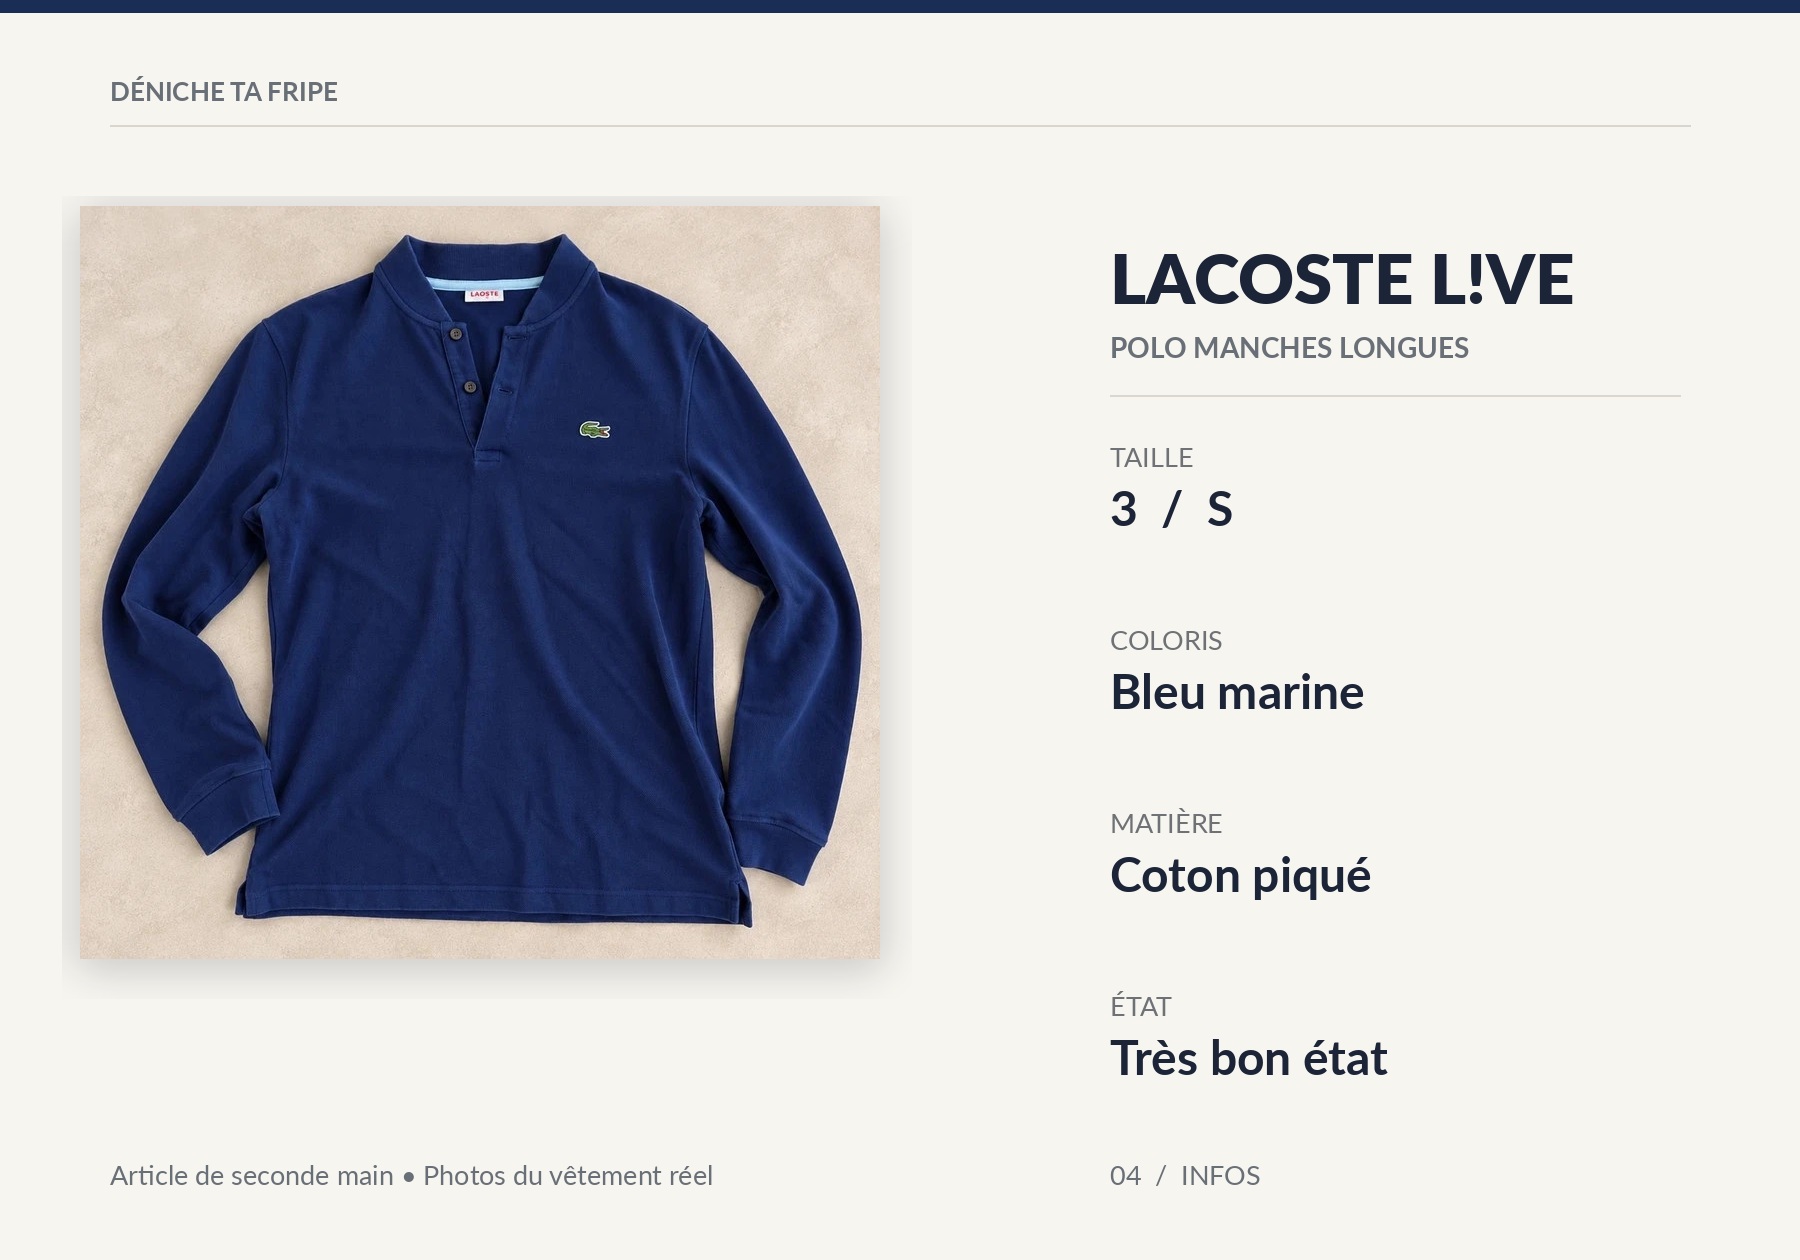 DÉNICHE TA FRIPE
LAOSTE
LACOSTE L!VE
POLO MANCHES LONGUES
TAILLE
3 / S
COLORIS
Bleu marine
MATIÈRE
Coton piqué
ÉTAT
Très bon état
Article de seconde main • Photos du vêtement réel
04 / INFOS